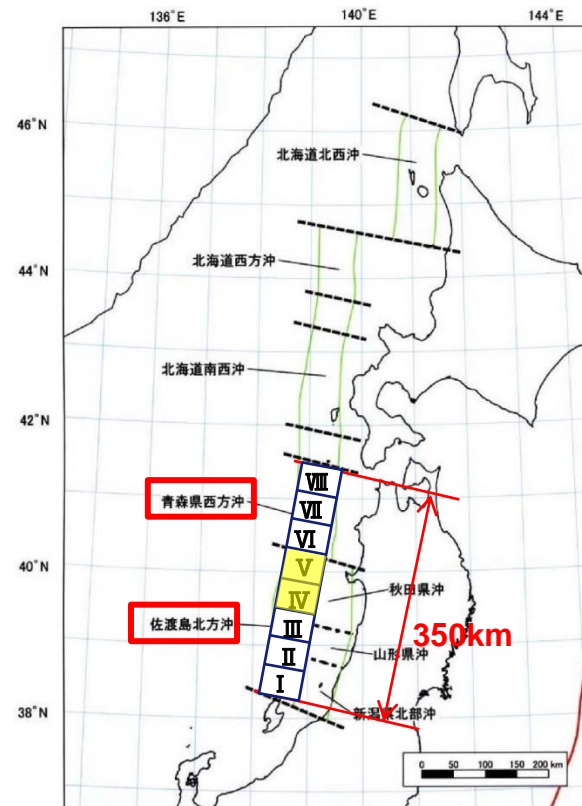 136°E
140°E
144°E
46°N
北海道北西沖
北海道西方沖
44°N
北海道南西沖
42°N
青森県西方沖
Ⅷ
Ⅶ
Ⅵ
40°N
Ⅴ
Ⅳ
秋田県沖
佐渡島北方沖
Ⅲ
350km
Ⅱ
山形県沖
Ⅰ
新潟県北部沖
38°N
0 50 100 150 200 km